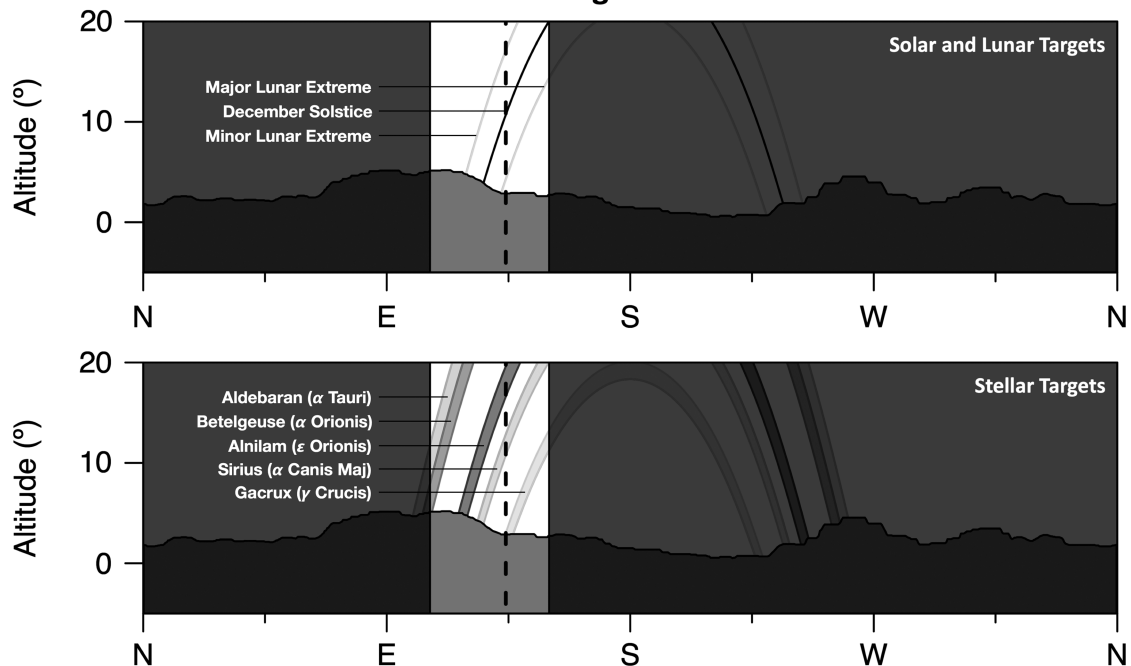 20
Solar and Lunar Targets
Major Lunar Extreme
December Solstice
Minor Lunar Extreme
10
0
Altitude (º)
N E S W N
20
Stellar Targets
Aldebaran (α Tauri)
Betelgeuse (α Orionis)
Alnilam (ε Orionis)
Sirius (α Canis Maj)
Gacrux (γ Crucis)
10
0
Altitude (º)
N E S W N